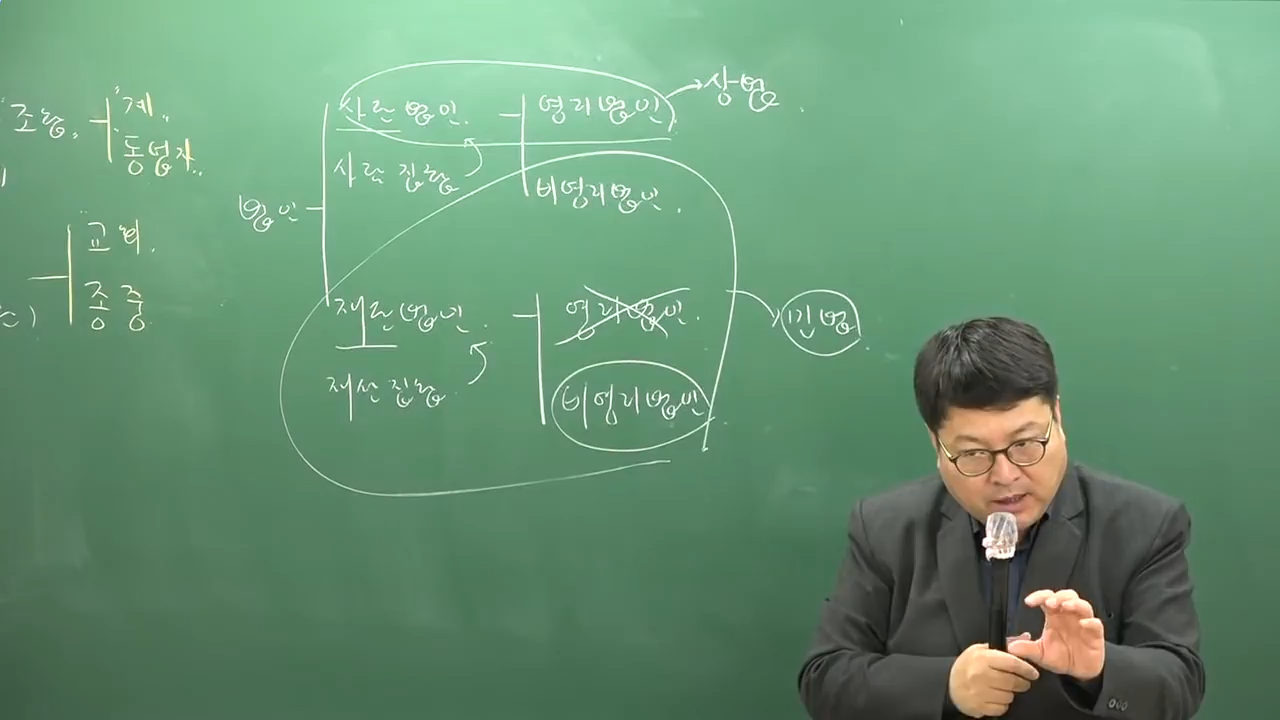 조합. 계..
동업자..
교회.
종중
법인
사단법인.
사람 집합
영리법인
상법
비영리법인.
재단법인.
재산 집합.
영리법인.
비영리법인
민법